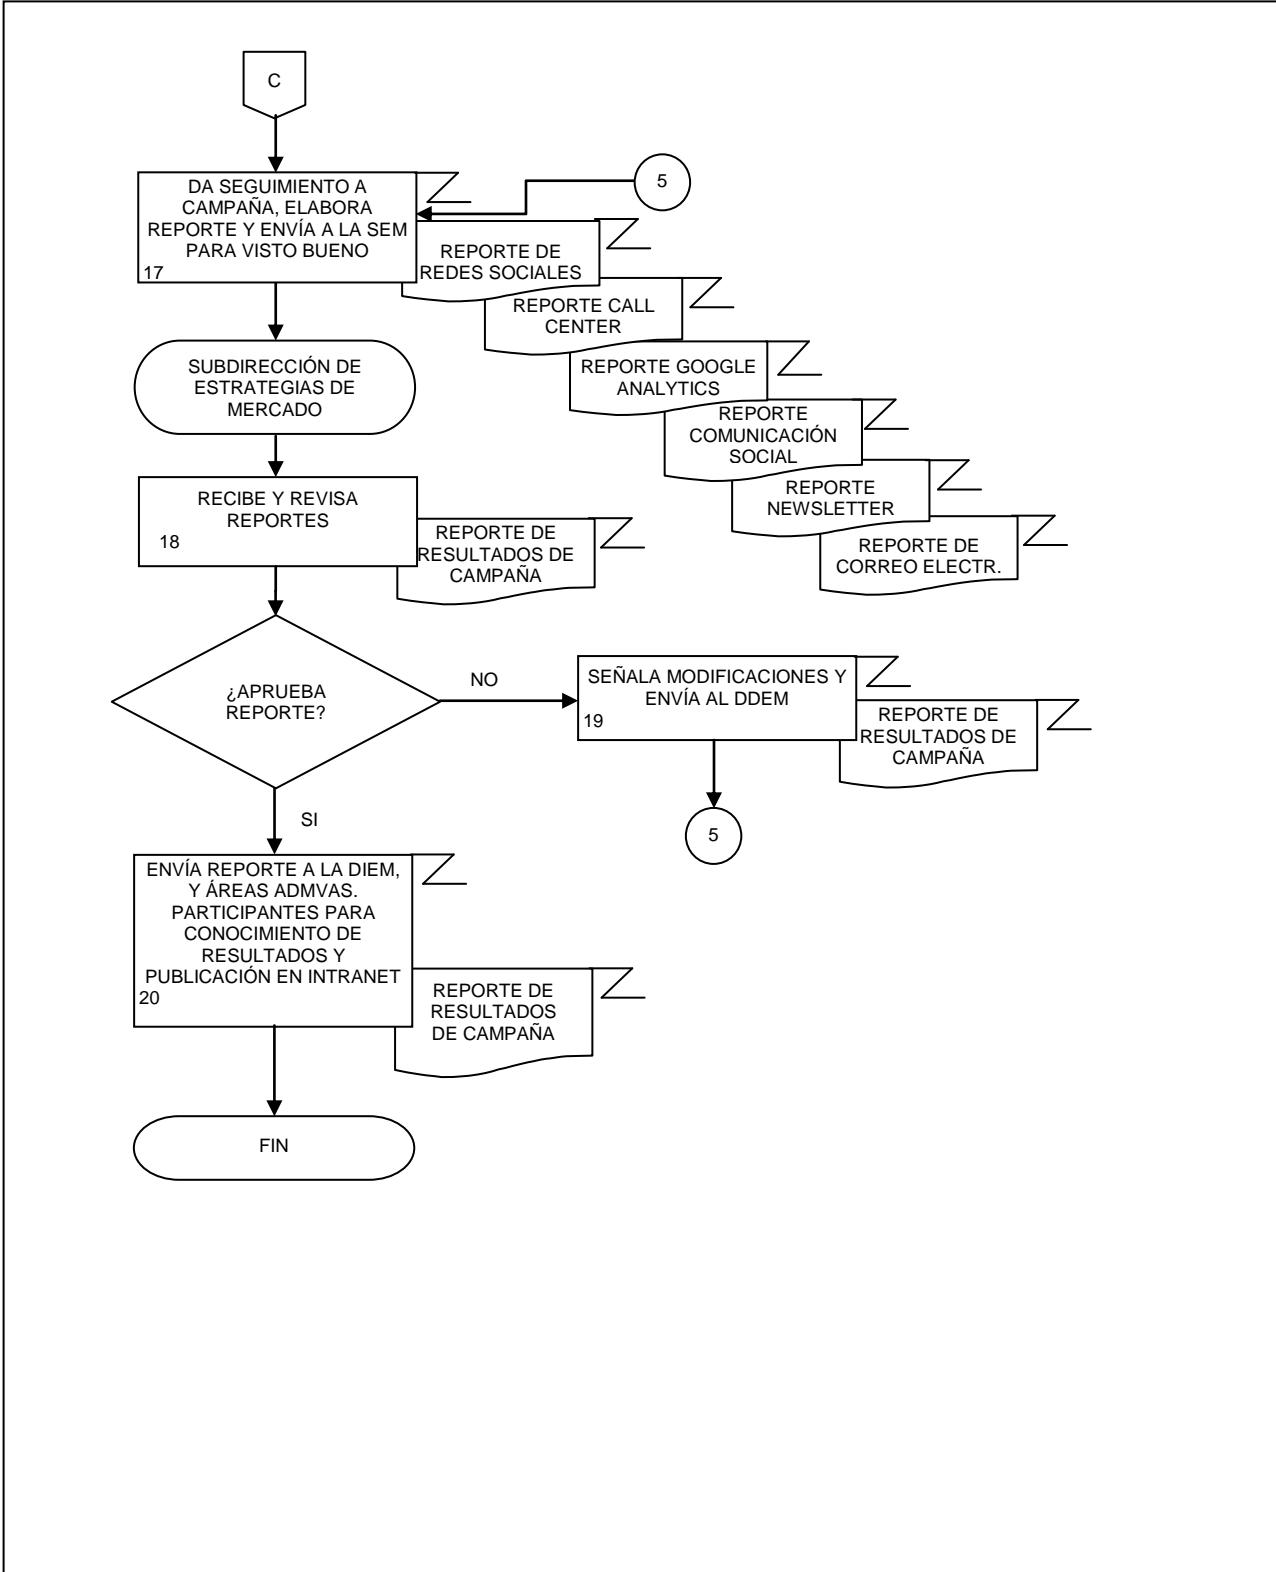 C
DA SEGUIMIENTO A
CAMPAÑA, ELABORA
REPORTE Y ENVÍA A LA SEM
PARA VISTO BUENO
17
5
REPORTE DE
REDES SOCIALES
REPORTE CALL
CENTER
REPORTE GOOGLE
ANALYTICS
REPORTE
COMUNICACIÓN
SOCIAL
REPORTE
NEWSLETTER
REPORTE DE
CORREO ELECTR.
SUBDIRECCIÓN DE
ESTRATEGIAS DE
MERCADO
RECIBE Y REVISA
REPORTES
18
REPORTE DE
RESULTADOS DE
CAMPAÑA
¿APRUEBA
REPORTE?
NO
SEÑALA MODIFICACIONES Y
ENVÍA AL DDEM
19
REPORTE DE
RESULTADOS DE
CAMPAÑA
5
SI
ENVÍA REPORTE A LA DIEM,
Y ÁREAS ADMVAS.
PARTICIPANTES PARA
CONOCIMIENTO DE
RESULTADOS Y
PUBLICACIÓN EN INTRANET
20
REPORTE DE
RESULTADOS
DE CAMPAÑA
FIN